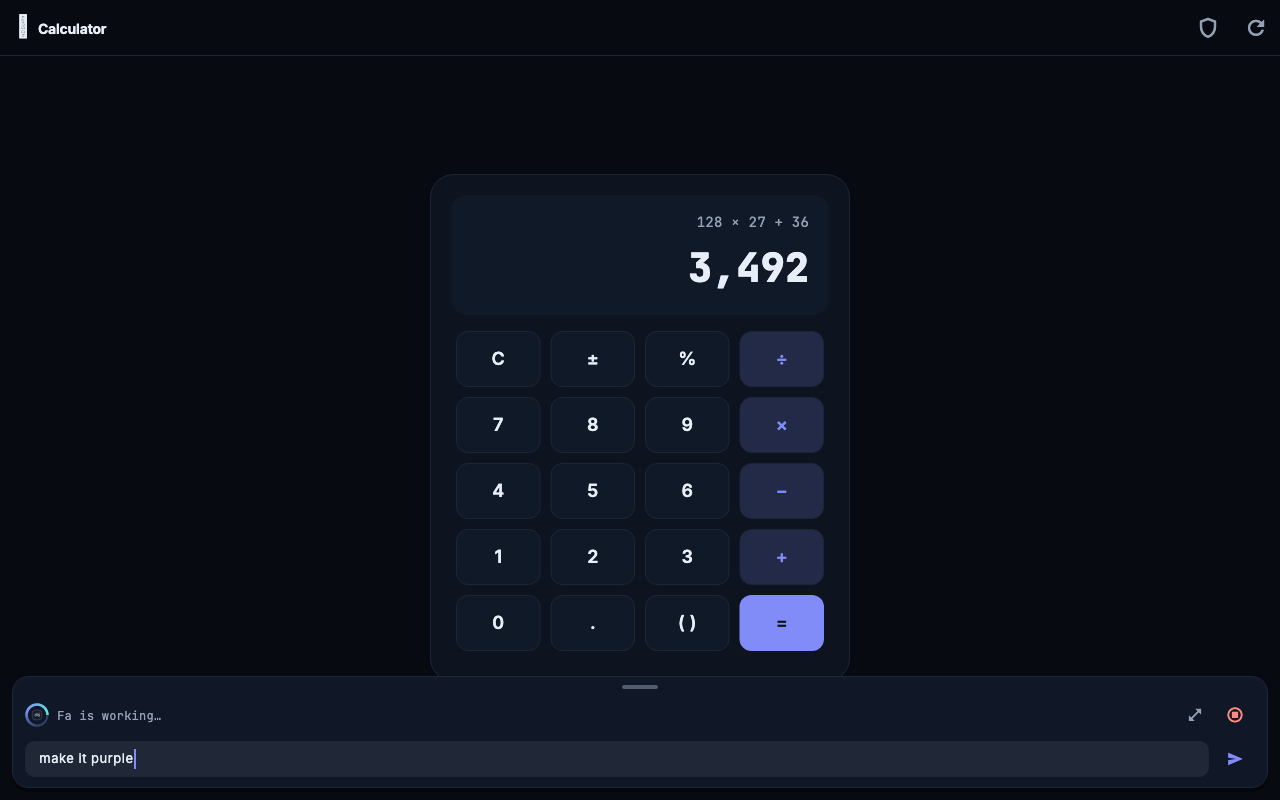 Calculator
128 × 27 + 36
3,492
C ± % ÷
7 8 9 ×
4 5 6 −
1 2 3 +
0 . () =
Fa is working…
make it purple